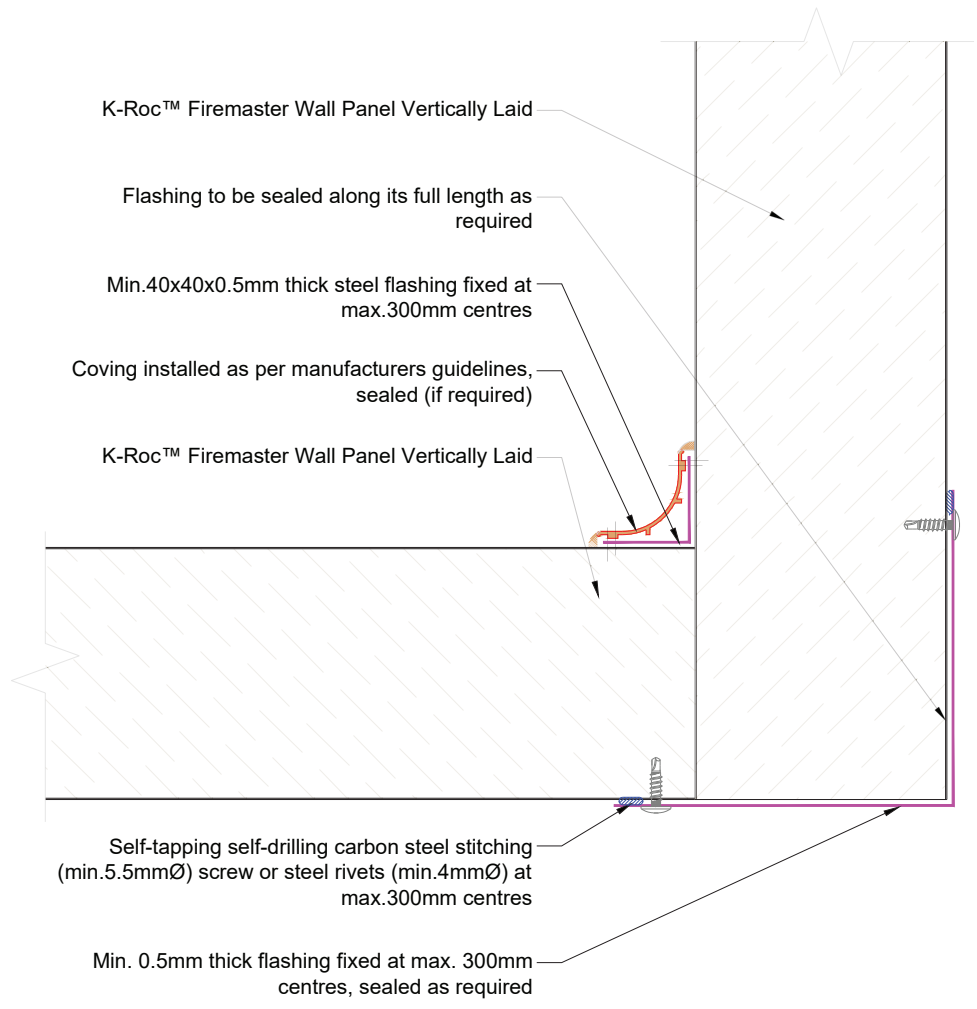 K-Roc™ Firemaster Wall Panel Vertically Laid
Flashing to be sealed along its full length as
required
Min.40x40x0.5mm thick steel flashing fixed at
max.300mm centres
Coving installed as per manufacturers guidelines,
sealed (if required)
K-Roc™ Firemaster Wall Panel Vertically Laid
Self-tapping self-drilling carbon steel stitching
(min.5.5mmØ) screw or steel rivets (min.4mmØ) at
max.300mm centres
Min. 0.5mm thick flashing fixed at max. 300mm
centres, sealed as required